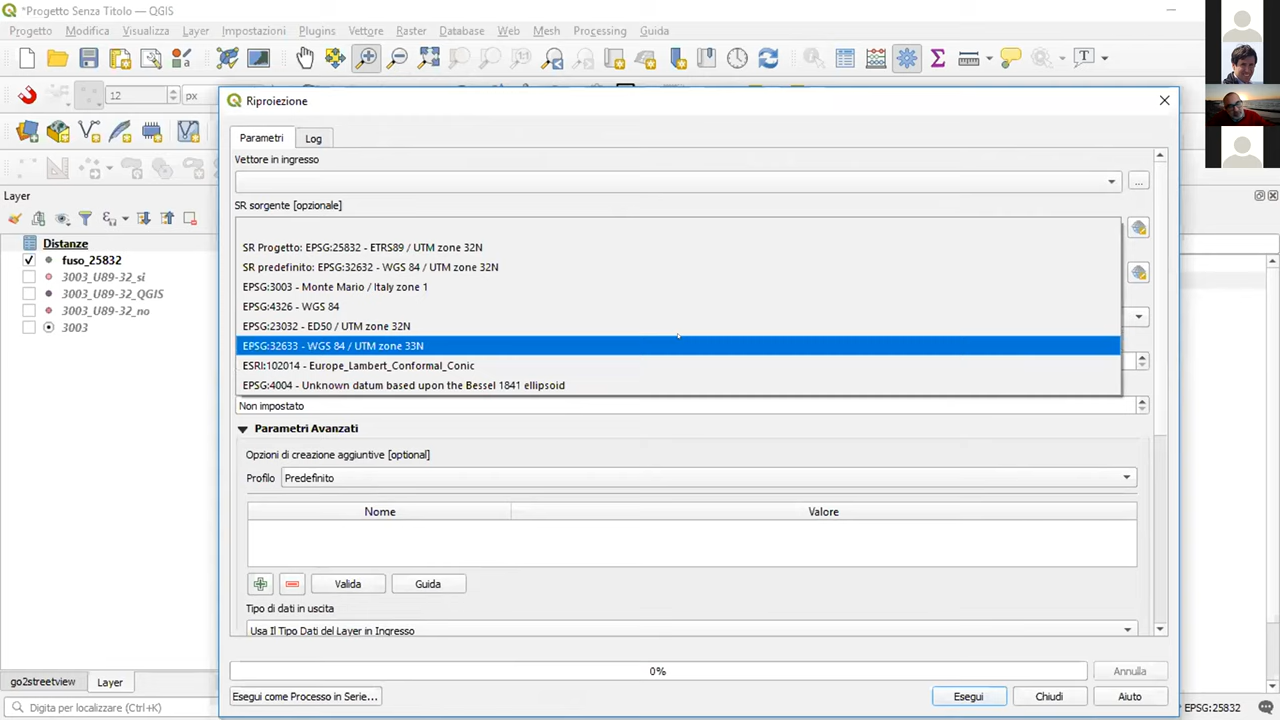 *Progetto Senza Titolo — QGIS
Progetto Modifica Visualizza Layer Impostazioni Plugins Vettore Raster Database Web Mesh Processing Guida
12 px
Riproiezione
Parametri Log
Vettore in ingresso
...
SR sorgente [opzionale]
SR Progetto: EPSG:25832 - ETRS89 / UTM zone 32N
SR predefinito: EPSG:32632 - WGS 84 / UTM zone 32N
EPSG:3003 - Monte Mario / Italy zone 1
EPSG:4326 - WGS 84
EPSG:23032 - ED50 / UTM zone 32N
EPSG:32633 - WGS 84 / UTM zone 33N
ESRI:102014 - Europe_Lambert_Conformal_Conic
EPSG:4004 - Unknown datum based upon the Bessel 1841 ellipsoid
Non impostato
Parametri Avanzati
Opzioni di creazione aggiuntive [optional]
Profilo Predefinito
Nome Valore
Valida Guida
Tipo di dati in uscita
Usa Il Tipo Dati del Layer in Ingresso
0% Annulla
Esegui come Processo in Serie... Esegui Chiudi Aiuto
Layer
Distanze
fuso_25832
3003_U89-32_si
3003_U89-32_QGIS
3003_U89-32_no
3003
go2streetview Layer
Digita per localizzare (Ctrl+K) EPSG:25832